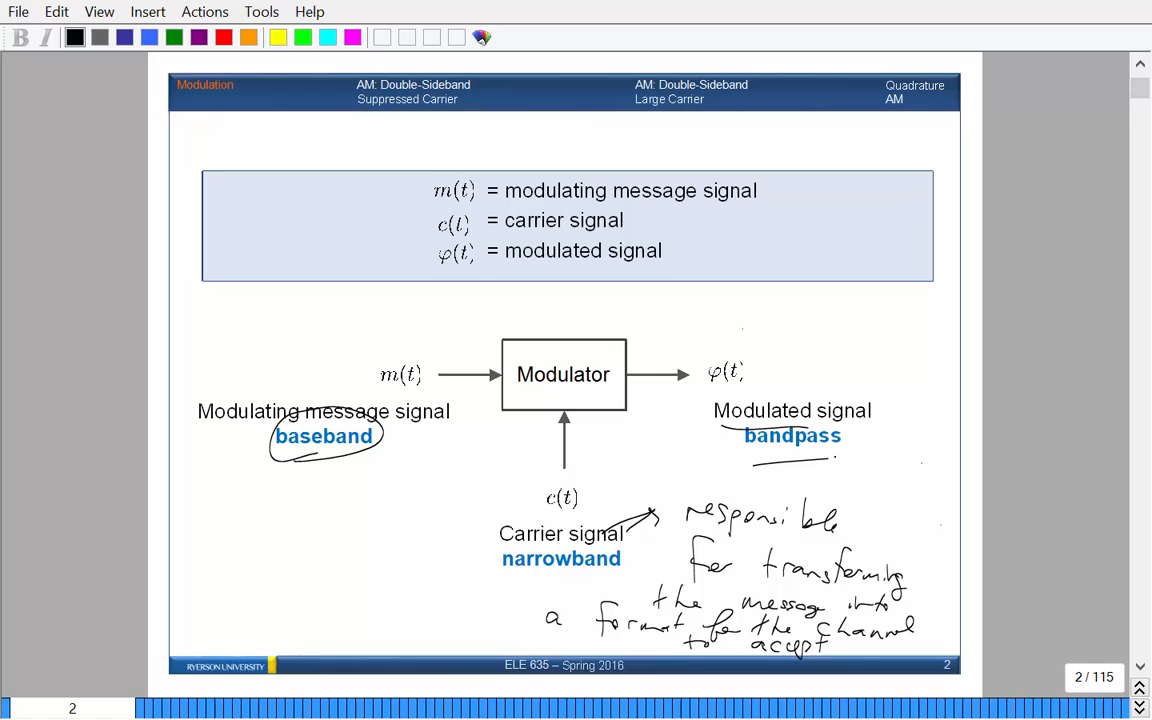 File Edit View Insert Actions Tools Help
B I
Modulation AM: Double-Sideband AM: Double-Sideband Quadrature
Suppressed Carrier Large Carrier AM
m(t) = modulating message signal
c(t) = carrier signal
φ(t) = modulated signal
m(t) Modulator φ(t)
Modulating message signal Modulated signal
baseband bandpass
c(t)
Carrier signal
narrowband
responsible
for transforming
the message into
a format for the channel
to accept
RYERSON UNIVERSITY ELE 635 – Spring 2016 2
2 / 115
2